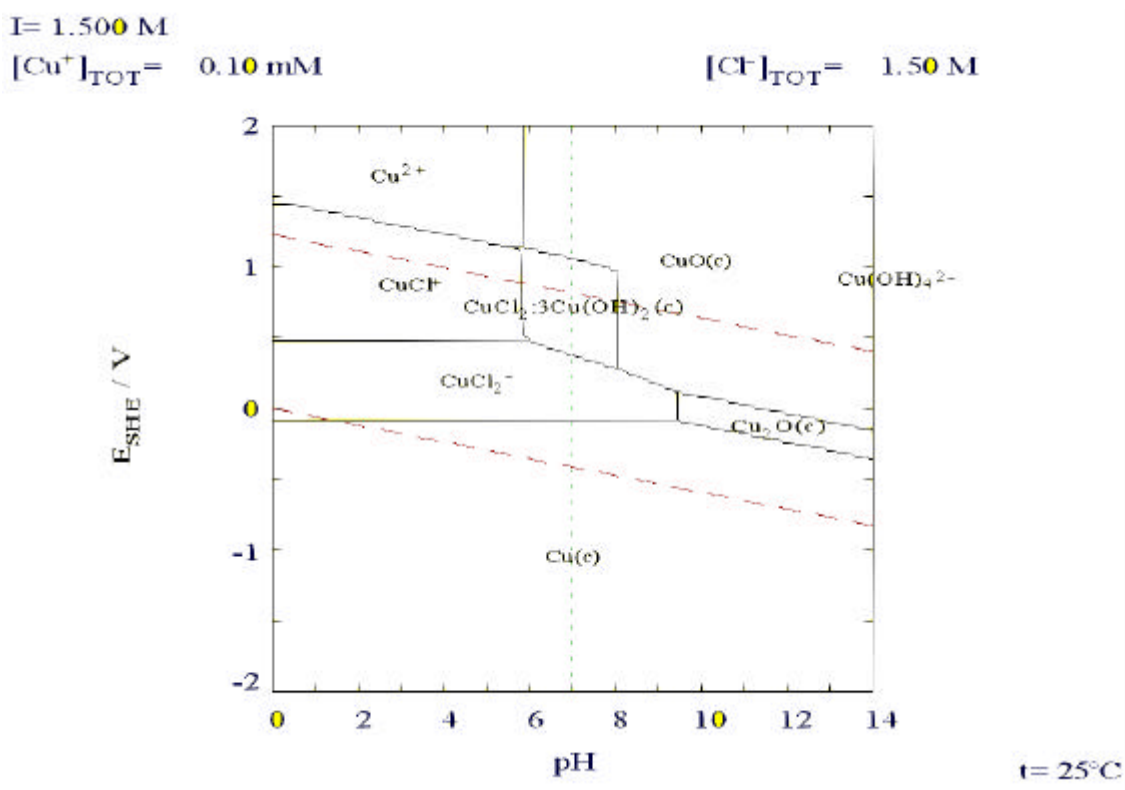 I= 1.500 M
[Cu⁺]TOT= 0.10 mM [Cl⁻]TOT= 1.50 M
2
Cu²⁺
1
CuO(c)
CuCl⁺
Cu(OH)₄²⁻
CuCl₂:3Cu(OH)₂(c)
CuCl₂⁻
E_SHE / V
0
Cu₂O(c)
-1
Cu(c)
-2
0 2 4 6 8 10 12 14
pH
t= 25°C